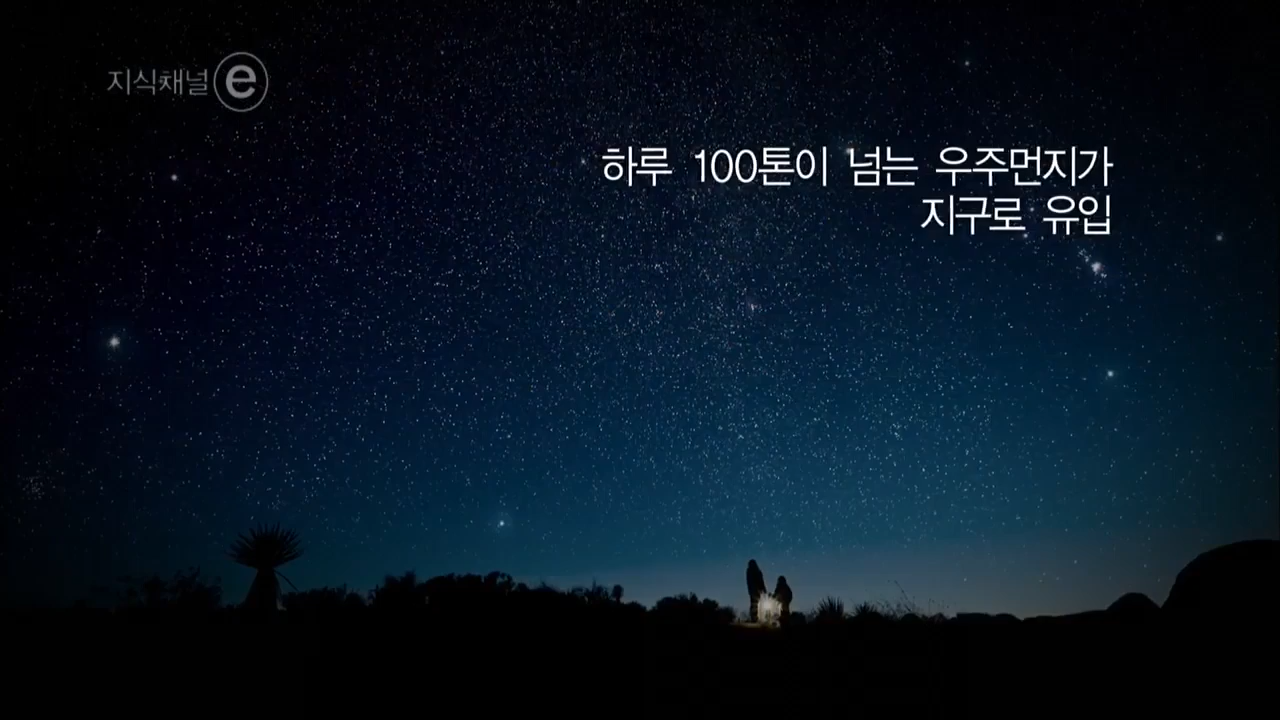 지식채널 e
하루 100톤이 넘는 우주먼지가
지구로 유입